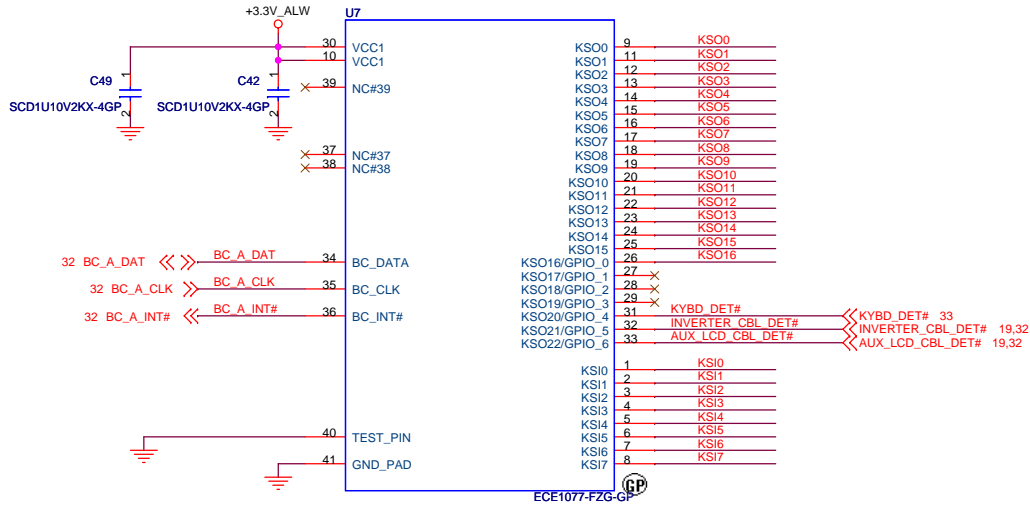 +3.3V_ALW
U7
30 VCC1
10 VCC1
39 NC#39
C49
1
2
SCD1U10V2KX-4GP
C42
1
2
SCD1U10V2KX-4GP
37 NC#37
38 NC#38
32 BC_A_DAT BC_A_DAT 34 BC_DATA
32 BC_A_CLK BC_A_CLK 35 BC_CLK
32 BC_A_INT# BC_A_INT# 36 BC_INT#
40 TEST_PIN
41 GND_PAD
KSO0 9 KSO0
KSO1 11 KSO1
KSO2 12 KSO2
KSO3 13 KSO3
KSO4 14 KSO4
KSO5 15 KSO5
KSO6 16 KSO6
KSO7 17 KSO7
KSO8 18 KSO8
KSO9 19 KSO9
KSO10 20 KSO10
KSO11 21 KSO11
KSO12 22 KSO12
KSO13 23 KSO13
KSO14 24 KSO14
KSO15 25 KSO15
KSO16/GPIO_0 26 KSO16
KSO17/GPIO_1 27
KSO18/GPIO_2 28
KSO19/GPIO_3 29
KSO20/GPIO_4 31 KYBD_DET# KYBD_DET# 33
KSO21/GPIO_5 32 INVERTER_CBL_DET# INVERTER_CBL_DET# 19,32
KSO22/GPIO_6 33 AUX_LCD_CBL_DET# AUX_LCD_CBL_DET# 19,32
KSI0 1 KSI0
KSI1 2 KSI1
KSI2 3 KSI2
KSI3 4 KSI3
KSI4 5 KSI4
KSI5 6 KSI5
KSI6 7 KSI6
KSI7 8 KSI7
GP
ECE1077-FZG-GP